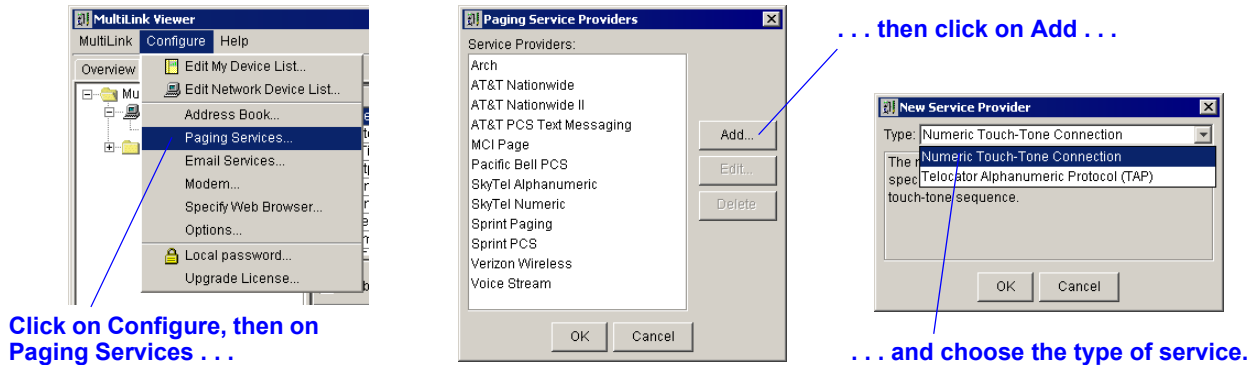 MultiLink Viewer
MultiLink Configure Help
Overview
Edit My Device List...
Edit Network Device List...
Mu
Address Book...
Paging Services...
Email Services...
Modem...
Specify Web Browser...
Options...
Local password...
Upgrade License...
Click on Configure, then on
Paging Services . . .
Paging Service Providers
Service Providers:
Arch
AT&T Nationwide
AT&T Nationwide II
AT&T PCS Text Messaging
MCI Page
Pacific Bell PCS
SkyTel Alphanumeric
SkyTel Numeric
Sprint Paging
Sprint PCS
Verizon Wireless
Voice Stream
Add...
Edit...
Delete
OK Cancel
. . . then click on Add . . .
New Service Provider
Type: Numeric Touch-Tone Connection
Numeric Touch-Tone Connection
Telocator Alphanumeric Protocol (TAP)
The
spec
touch-tone sequence.
OK Cancel
. . . and choose the type of service.